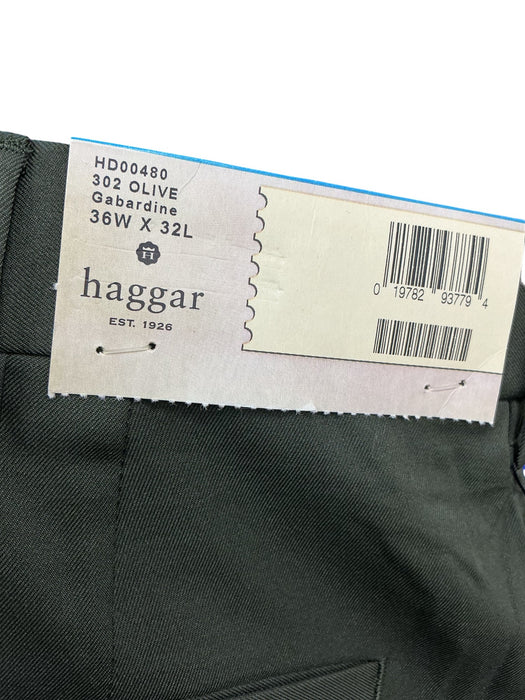 HD00480
302 OLIVE
Gabardine
36W X 32L
H
haggar
EST. 1926
0 19782 93779 4